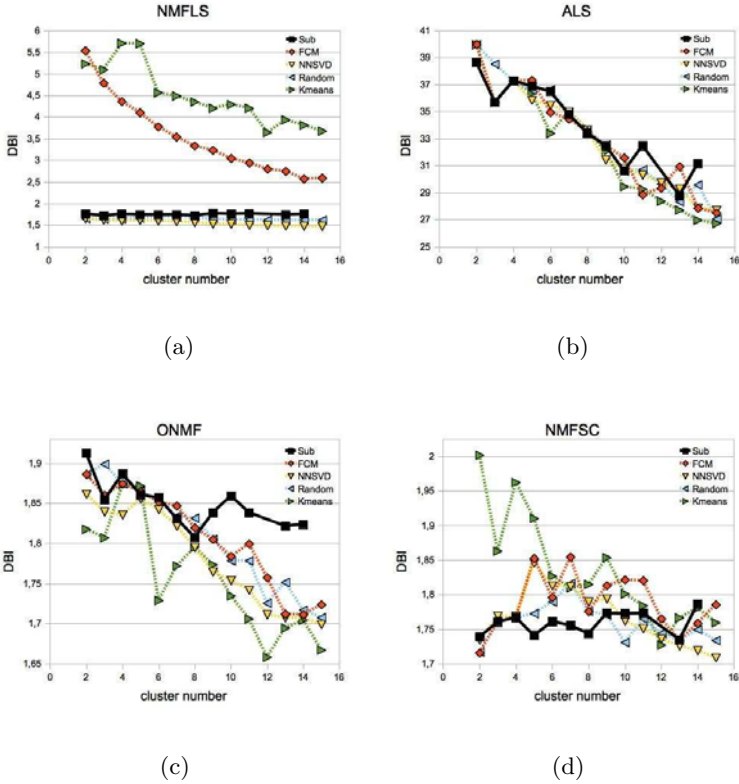 NMFLS
6
5,5
5
4,5
4
3,5
3
2,5
2
1,5
1
DBI
0 2 4 6 8 10 12 14 16
cluster number
Sub
FCM
NNSVD
Random
Kmeans
(a)
ALS
41
39
37
35
33
31
29
27
25
DBI
0 2 4 6 8 10 12 14 16
cluster number
Sub
FCM
NNSVD
Random
Kmeans
(b)
ONMF
1,9
1,85
1,8
1,75
1,7
1,65
DBI
0 2 4 6 8 10 12 14 16
cluster number
Sub
FCM
NNSVD
Random
Kmeans
(c)
NMFSC
2
1,95
1,9
1,85
1,8
1,75
1,7
DBI
0 2 4 6 8 10 12 14 16
cluster number
Sub
FCM
NNSVD
Random
Kmeans
(d)